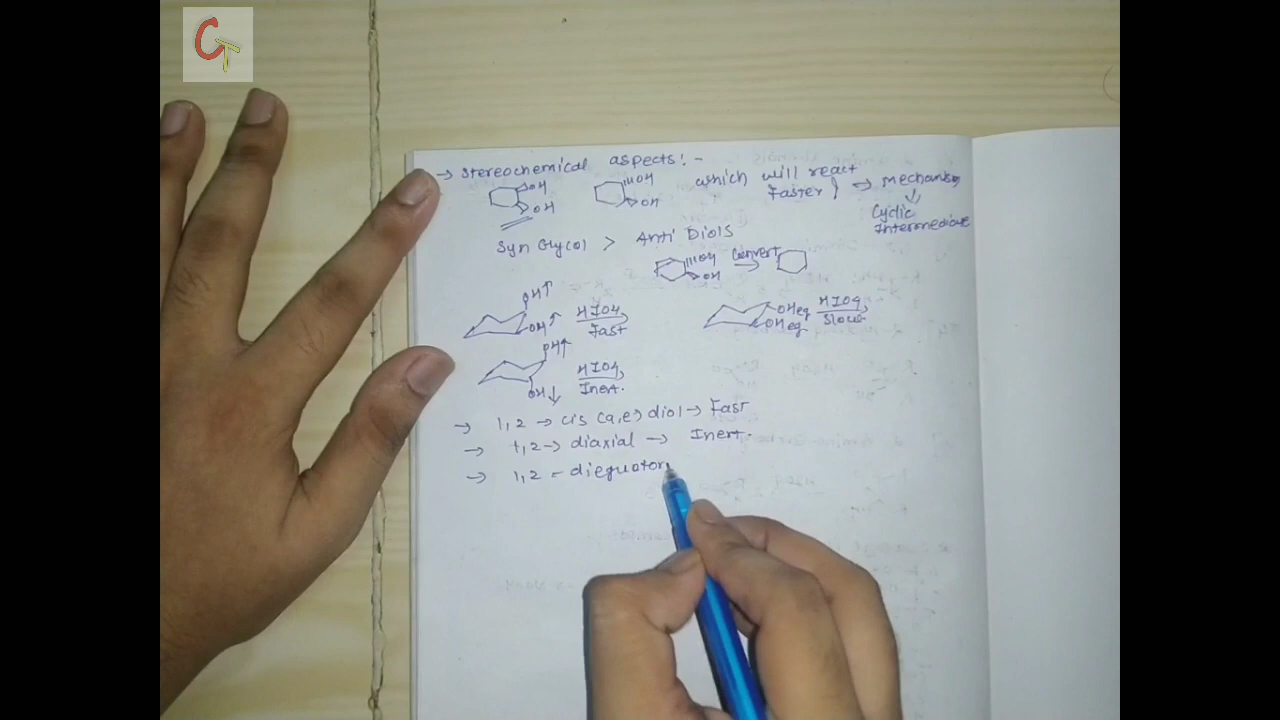 CT
→ Stereochemical aspects:-
OH
OH
OH
OH
which will react
Faster } → Mechanism
Cyclic
Intermediate
Syn Glycol > Anti Diols
OH
OH
Convert
OH↑
OH↑
HIO4
Fast
OHeq
OHeq
HIO4
Slow
OH↑
OH↓
HIO4
Inert.
→ 1,2 → cis (a,e) diol → Fast
→ 1,2 → diaxial → Inert.
→ 1,2 - diequator